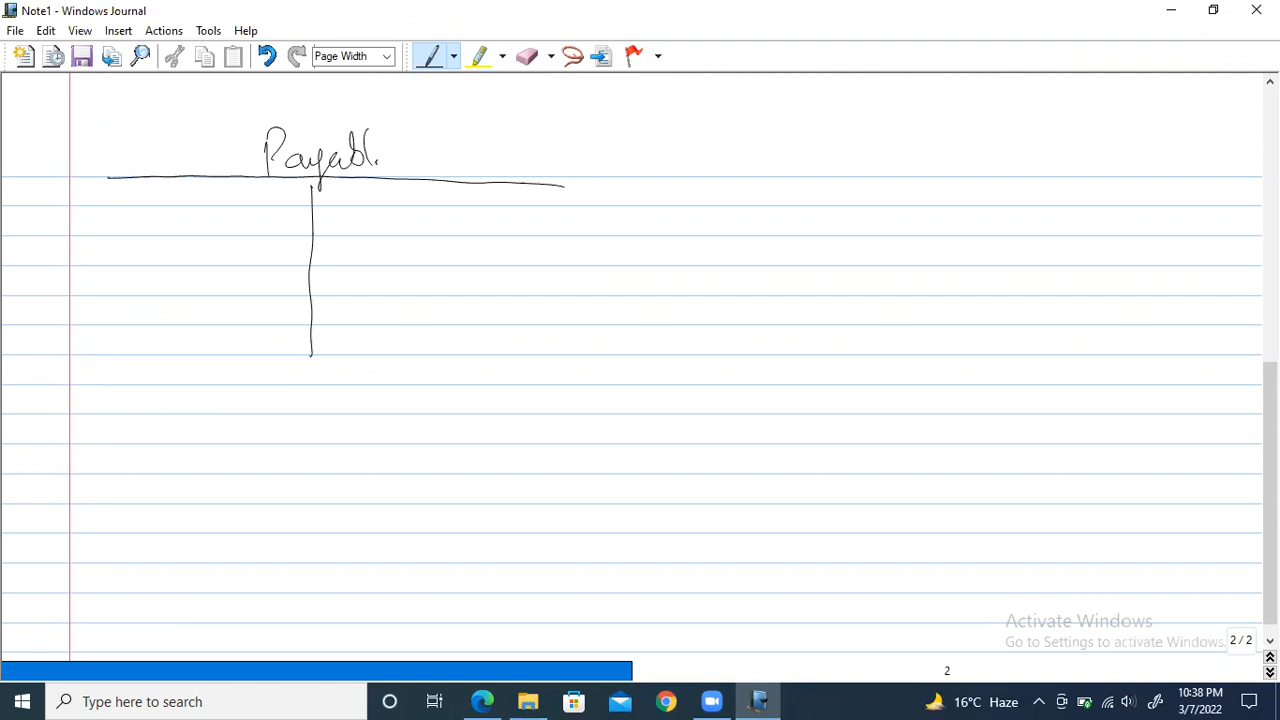 Note1 - Windows Journal
File Edit View Insert Actions Tools Help
Page Width
Payabl.
Activate Windows
Go to Settings to activate Windows.
2 / 2
2
Type here to search
16°C Haze
10:38 PM
3/7/2022